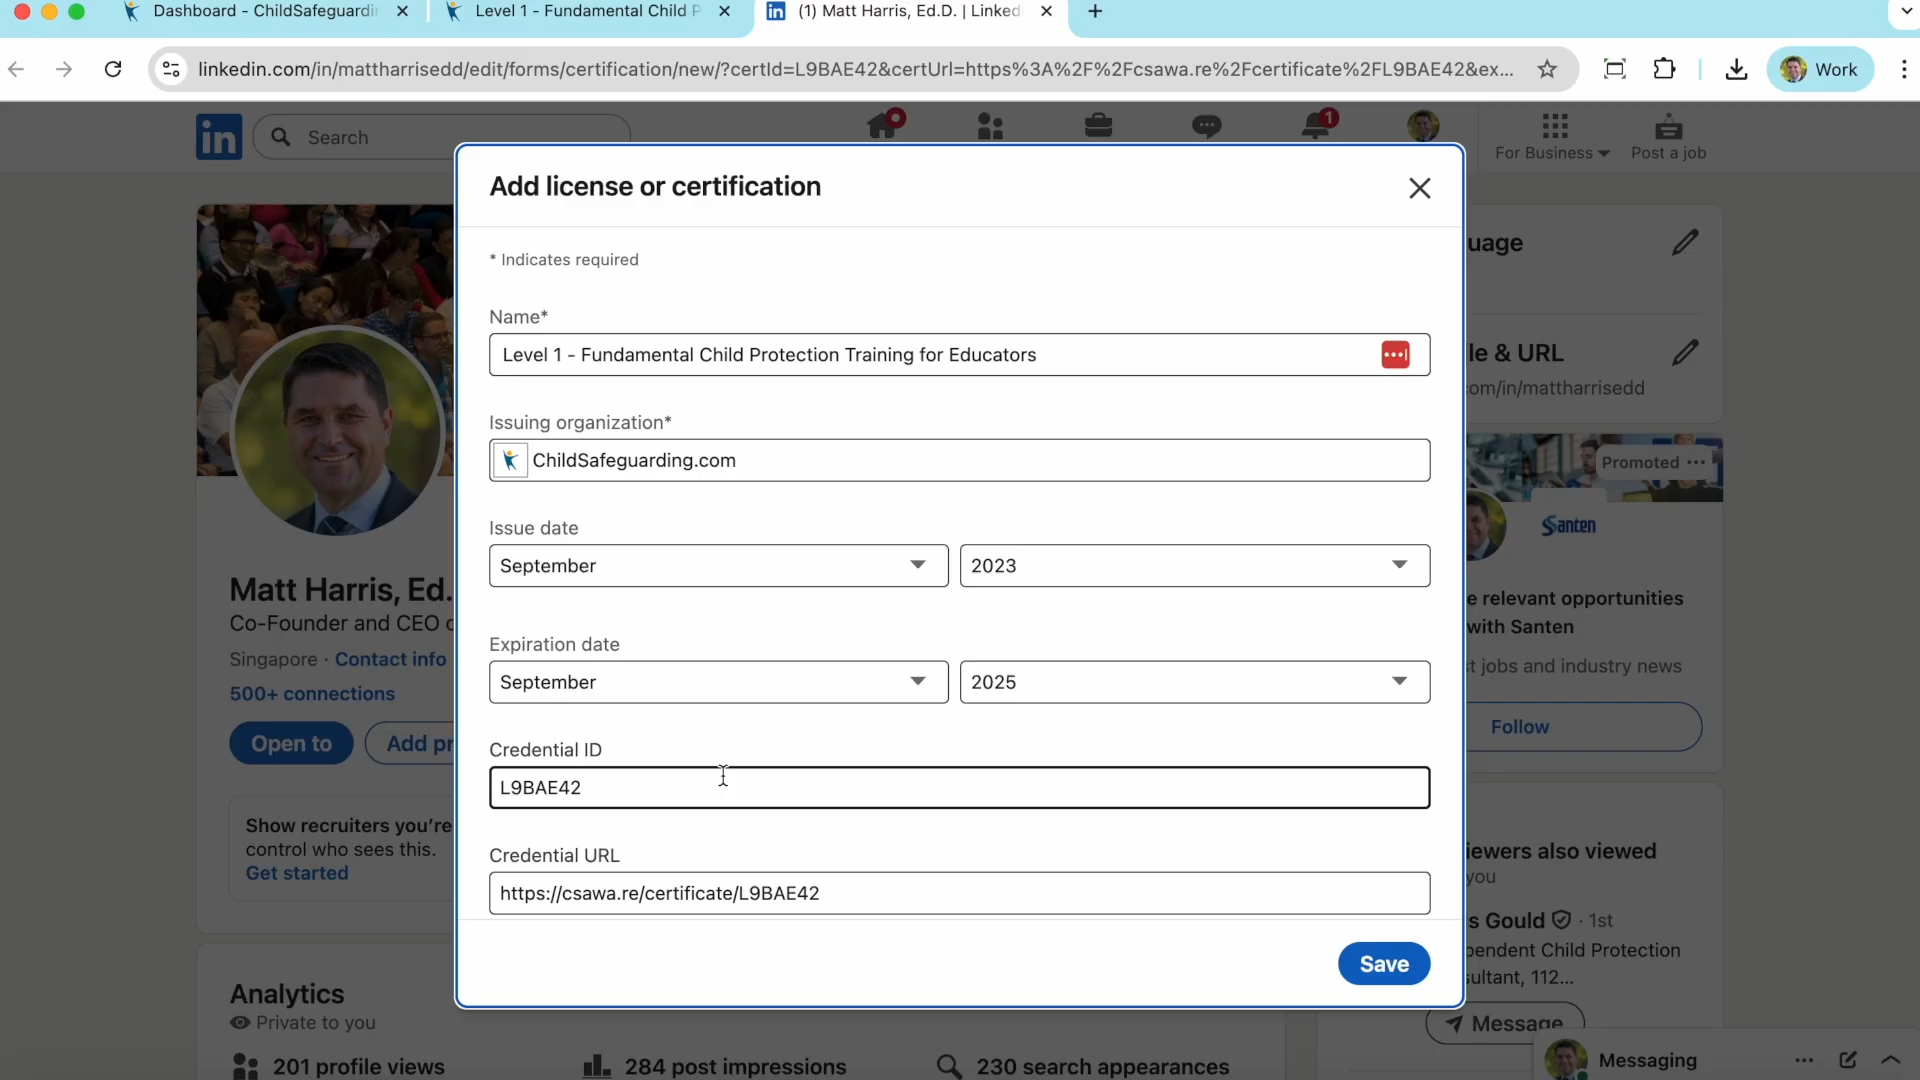 Dashboard - ChildSafeguardin
Level 1 - Fundamental Child P
(1) Matt Harris, Ed.D. | Linked
linkedin.com/in/mattharrisedd/edit/forms/certification/new/?certId=L9BAE42&certUrl=https%3A%2F%2Fcsawa.re%2Fcertificate%2FL9BAE42&ex...
Work
in
Search
1
For Business
Post a job
Add license or certification
* Indicates required
Name*
Level 1 - Fundamental Child Protection Training for Educators
Issuing organization*
ChildSafeguarding.com
Issue date
September
2023
Expiration date
September
2025
Credential ID
L9BAE42
Credential URL
https://csawa.re/certificate/L9BAE42
Save
Matt Harris, Ed.
Co-Founder and CEO
Singapore · Contact info
500+ connections
Open to
Add pr
Show recruiters you're
control who sees this.
Get started
Analytics
Private to you
201 profile views
284 post impressions
230 search appearances
uage
le & URL
com/in/mattharrisedd
Promoted
Santen
e relevant opportunities
with Santen
t jobs and industry news
Follow
iewers also viewed
you
s Gould · 1st
pendent Child Protection
sultant, 112...
Message
Messaging